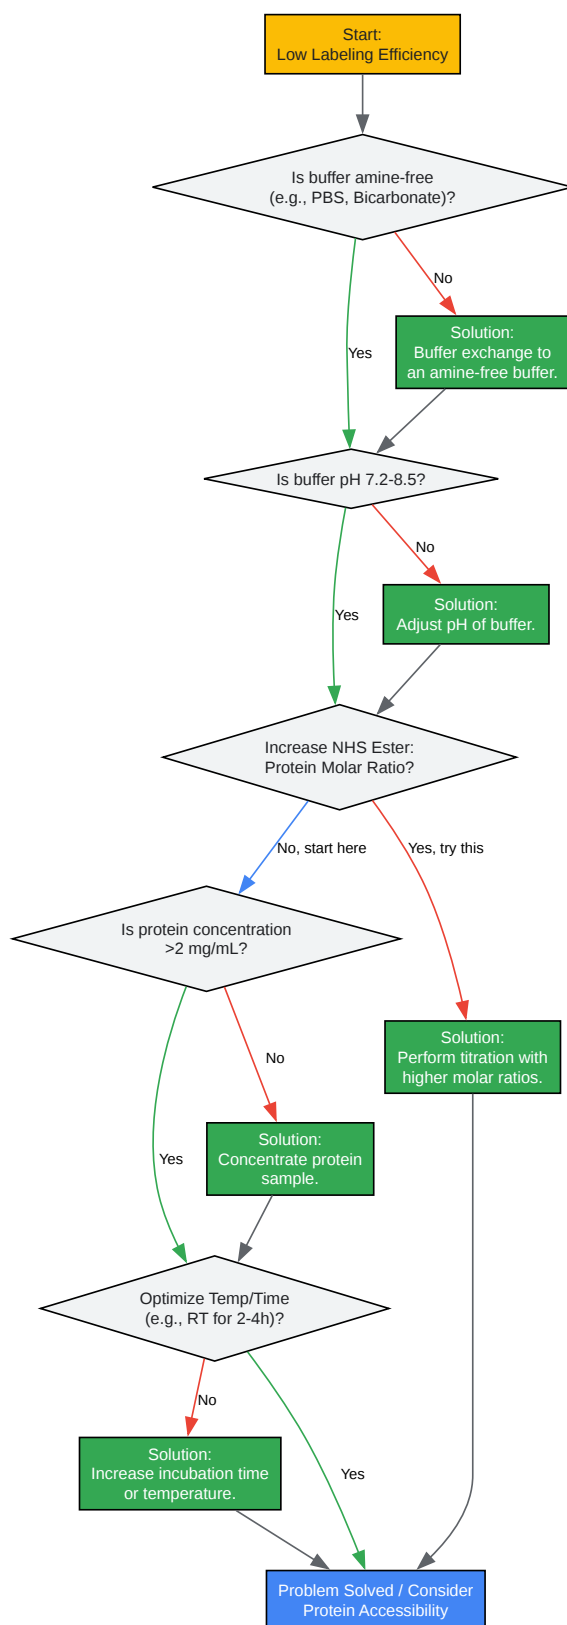 Start:
Low Labeling Efficiency
Is buffer amine-free
(e.g., PBS, Bicarbonate)?
No
Yes
Solution:
Buffer exchange to
an amine-free buffer.
Is buffer pH 7.2-8.5?
No
Yes
Solution:
Adjust pH of buffer.
Increase NHS Ester:
Protein Molar Ratio?
No, start here
Yes, try this
Is protein concentration
>2 mg/mL?
Solution:
Perform titration with
higher molar ratios.
No
Yes
Solution:
Concentrate protein
sample.
Optimize Temp/Time
(e.g., RT for 2-4h)?
No
Yes
Solution:
Increase incubation time
or temperature.
Problem Solved / Consider
Protein Accessibility